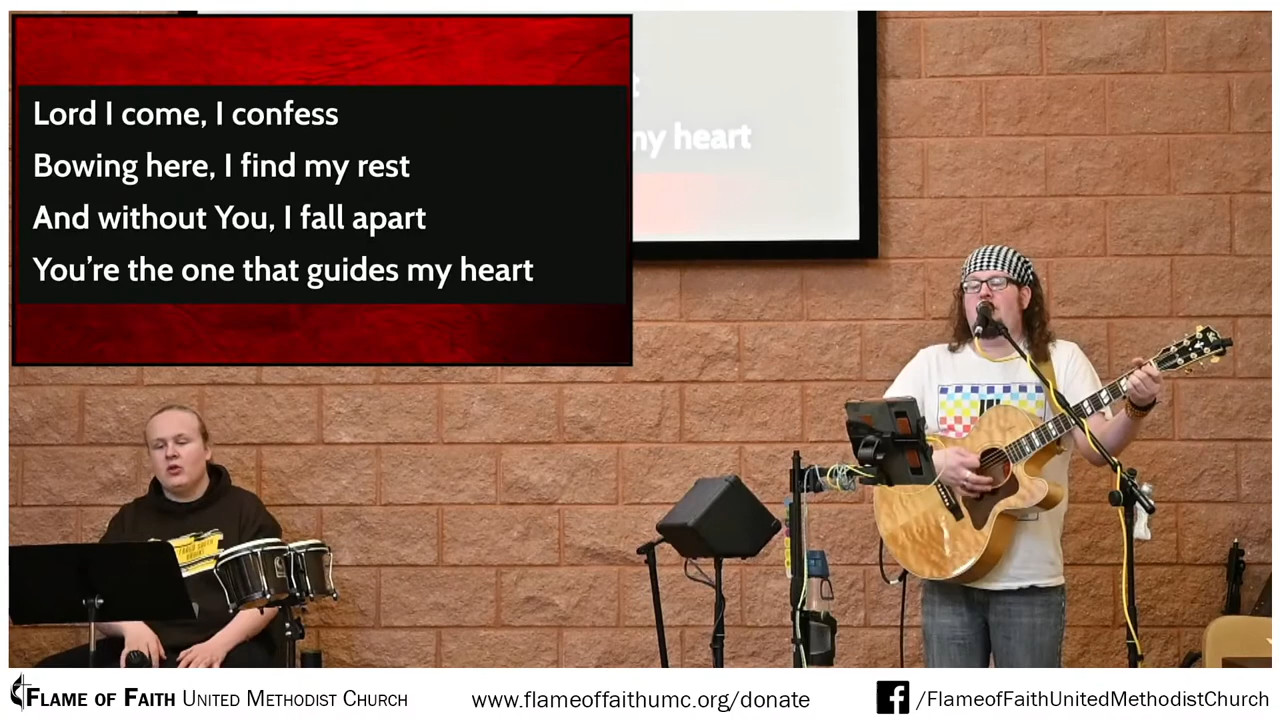 Lord I come, I confess
Bowing here, I find my rest
And without You, I fall apart
You're the one that guides my heart
my heart
FLAME OF FAITH UNITED METHODIST CHURCH
www.flameoffaithumc.org/donate
/FlameofFaithUnitedMethodistChurch